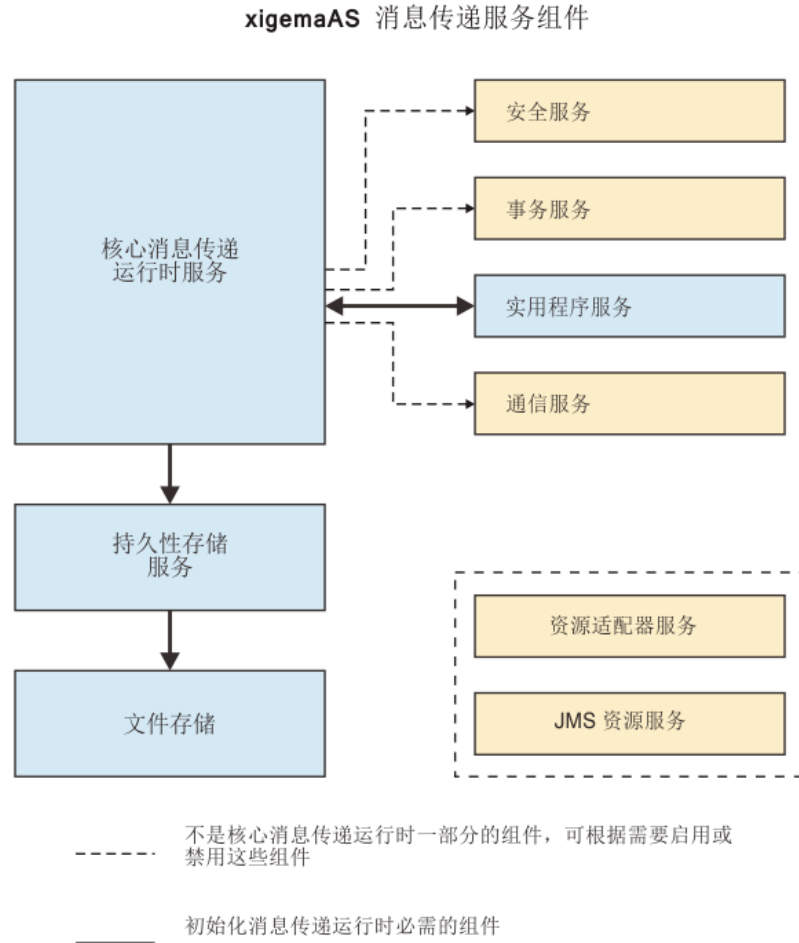 xigemaAS 消息传递服务组件
核心消息传递
运行时服务
安全服务
事务服务
实用程序服务
通信服务
持久性存储
服务
文件存储
资源适配器服务
JMS 资源服务
不是核心消息传递运行时一部分的组件，可根据需要启用或
禁用这些组件
初始化消息传递运行时必需的组件